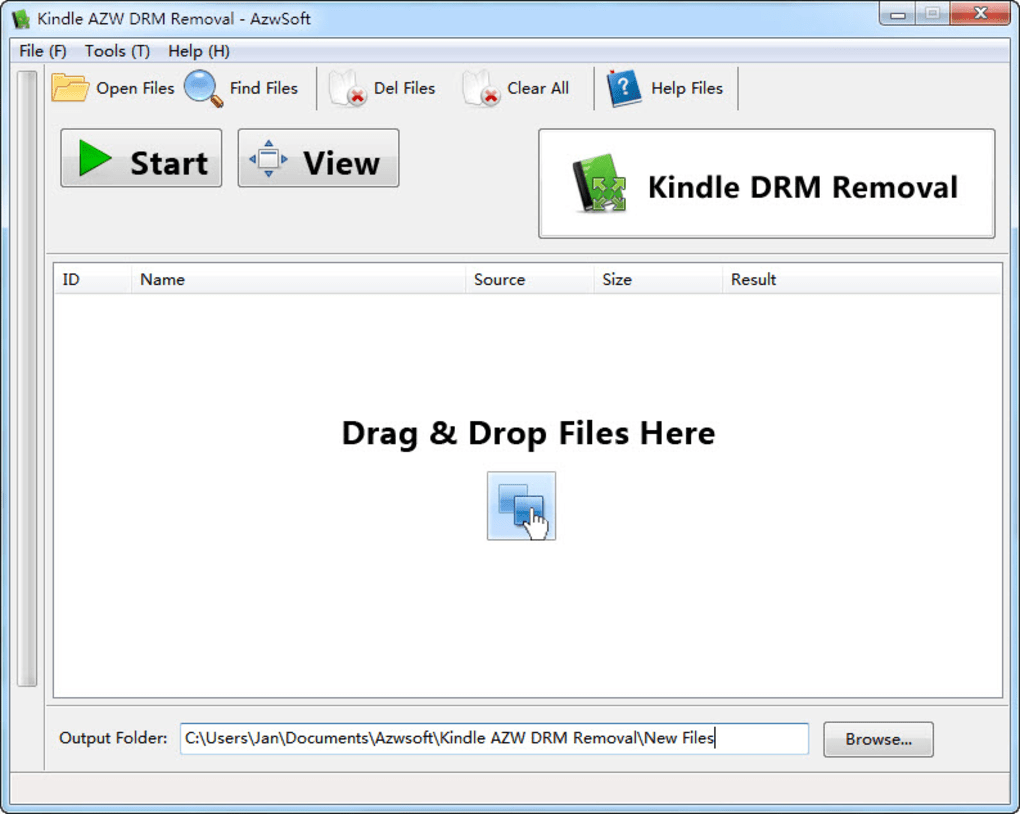 Kindle AZW DRM Removal - AzwSoft
File (F) Tools (T) Help (H)
Open Files Find Files Del Files Clear All ? Help Files
Start View Kindle DRM Removal
ID Name Source Size Result
Drag & Drop Files Here
Output Folder: C:\Users\Jan\Documents\Azwsoft\Kindle AZW DRM Removal\New Files Browse...